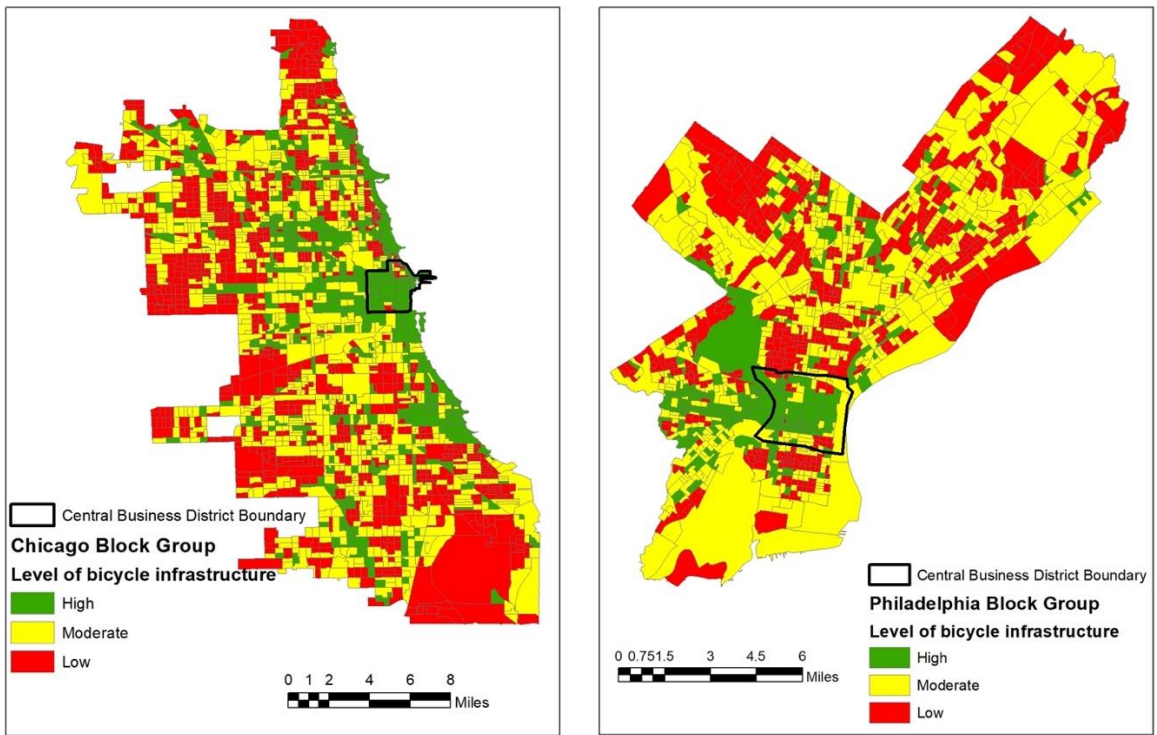 Central Business District Boundary
Chicago Block Group
Level of bicycle infrastructure
High
Moderate
Low
0 1 2 4 6 8
Miles
0 0.751.5 3 4.5 6
Miles
Central Business District Boundary
Philadelphia Block Group
Level of bicycle infrastructure
High
Moderate
Low